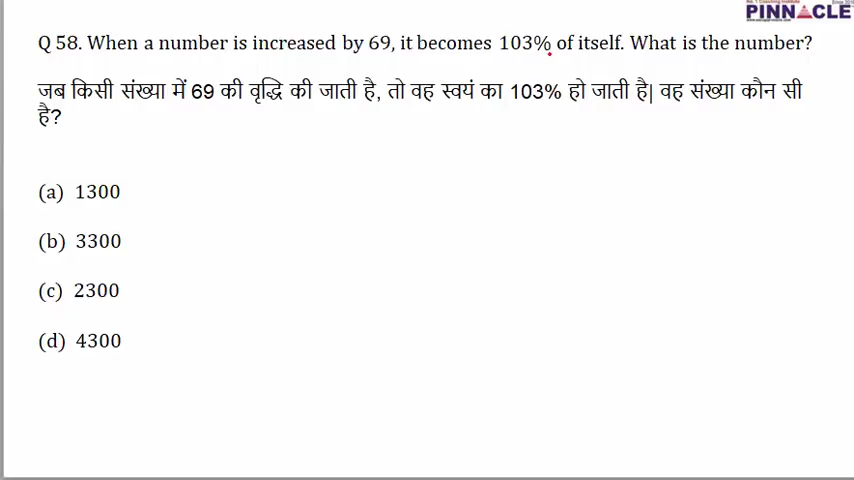 PINNACLE
Q 58. When a number is increased by 69, it becomes 103% of itself. What is the number?
जब किसी संख्या में 69 की वृद्धि की जाती है, तो वह स्वयं का 103% हो जाती है| वह संख्या कौन सी
है?
(a) 1300
(b) 3300
(c) 2300
(d) 4300